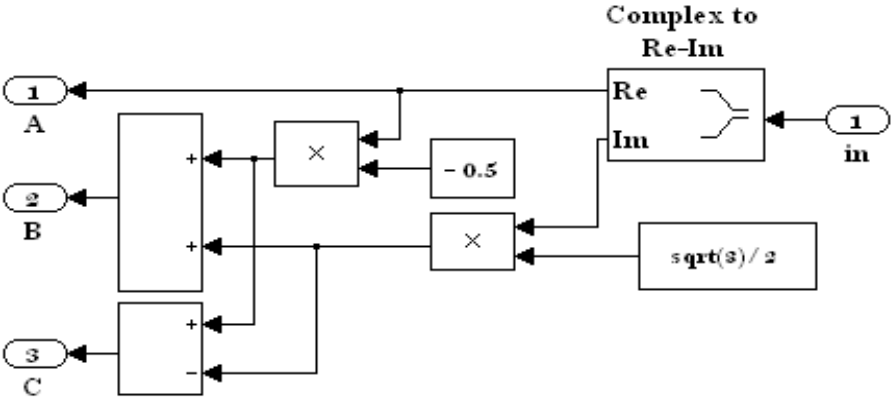 Complex to
Re-Im
1
A
Re
Im
1
in
+
×
- 0.5
2
B
+
×
sqrt(3)/2
3
C
+
−